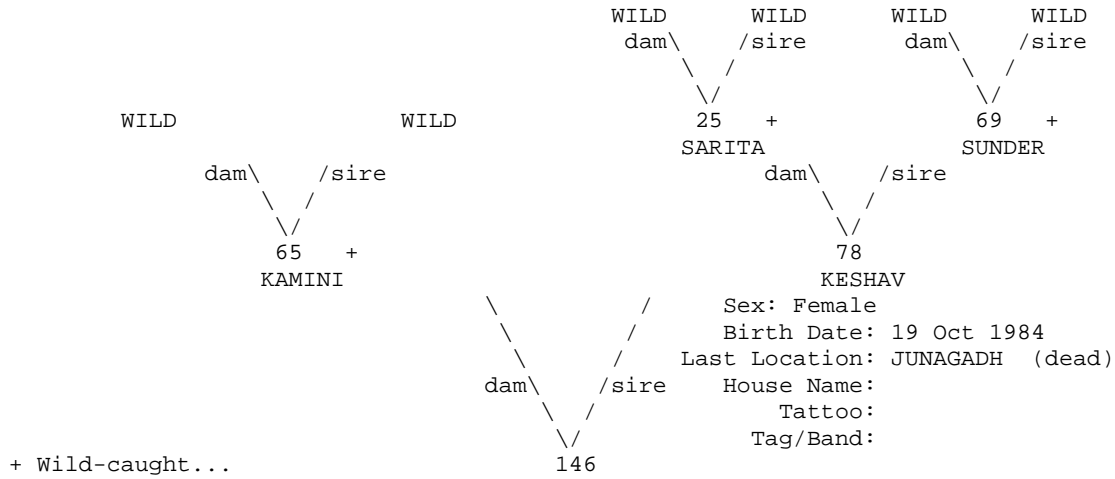 WILD WILD WILD WILD
dam\ /sire dam\ /sire
\ / \ /
\/ \/
WILD WILD 25 + 69 +
SARITA SUNDER
dam\ /sire dam\ /sire
\ / \ /
\/ \/
65 + 78
KAMINI KESHAV
\ / Sex: Female
\ / Birth Date: 19 Oct 1984
\ / Last Location: JUNAGADH (dead)
dam\ /sire House Name:
\ / Tattoo:
\/ Tag/Band:
+ Wild-caught... 146